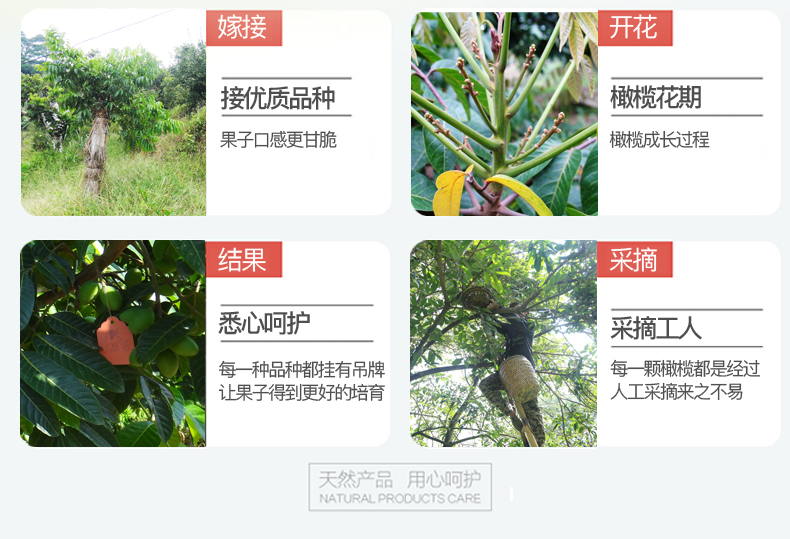 嫁接
接优质品种
果子口感更甘脆
开花
橄榄花期
橄榄成长过程
结果
悉心呵护
每一种品种都挂有吊牌
让果子得到更好的培育
采摘
采摘工人
每一颗橄榄都是经过
人工采摘来之不易
天然产品 用心呵护
NATURAL PRODUCTS CARE